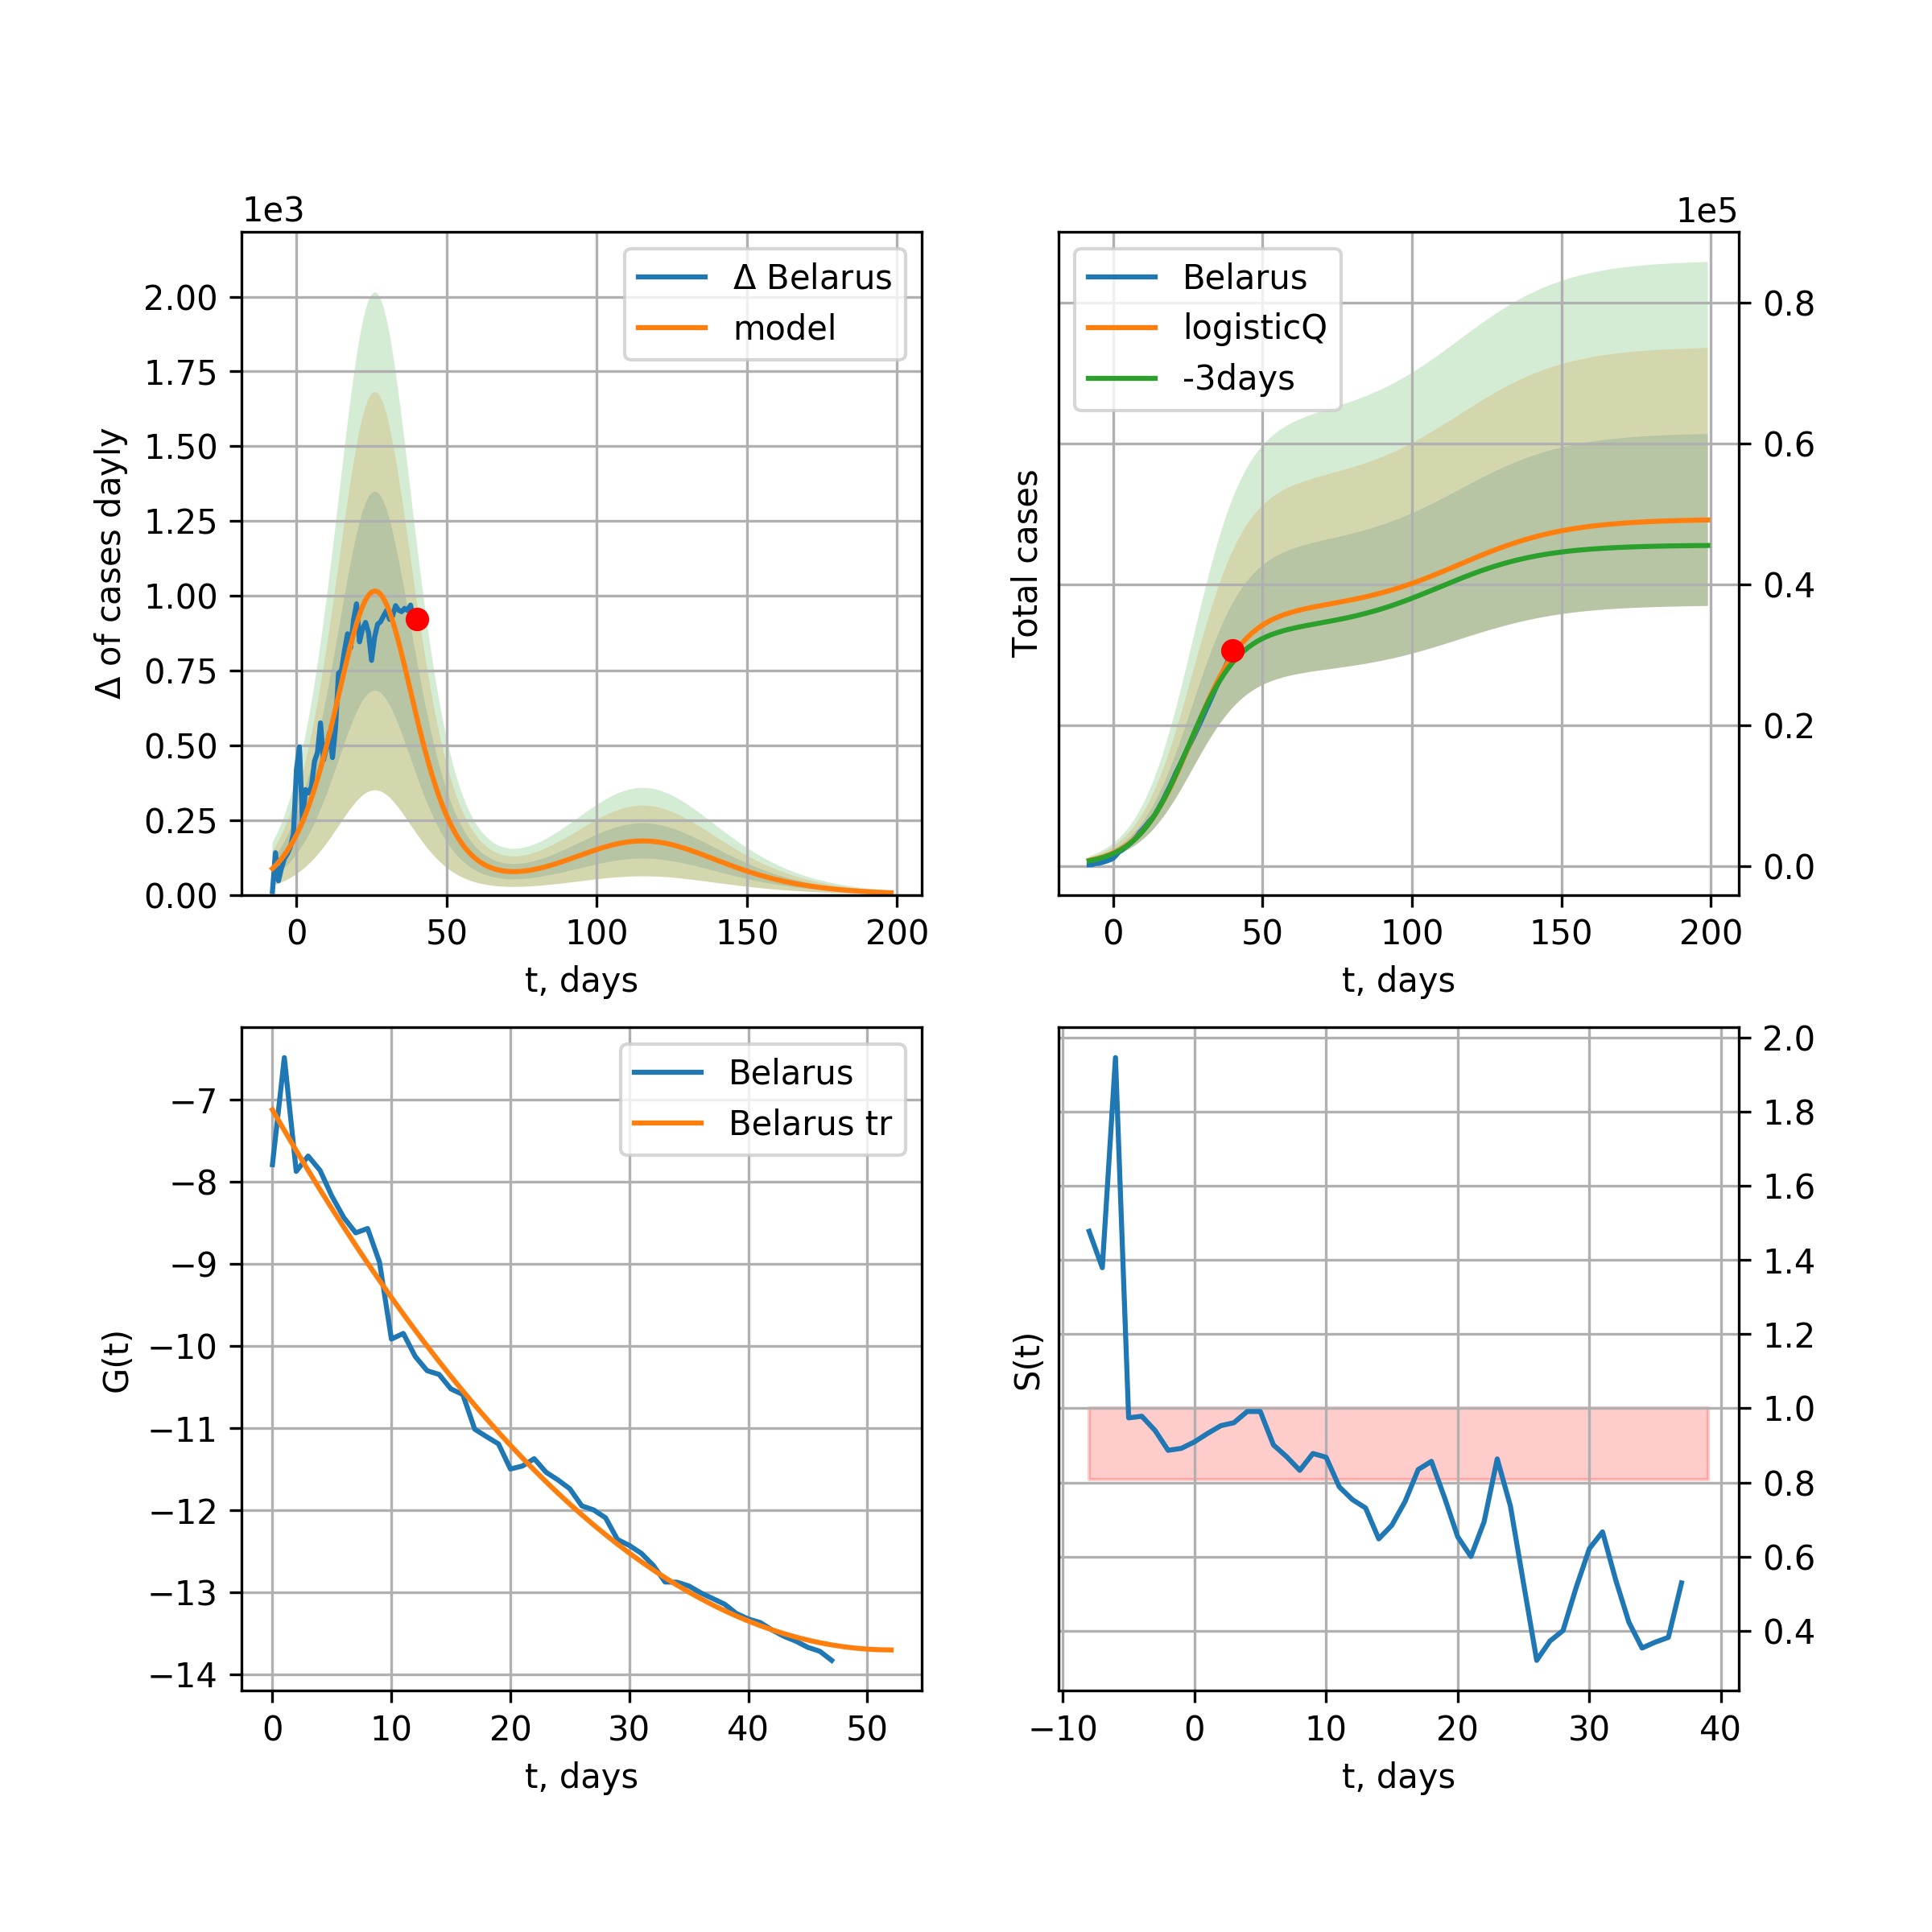 1e3
Δ of cases dayly
2.00
1.75
1.50
1.25
1.00
0.75
0.50
0.25
0.00
Δ Belarus
model
0 50 100 150 200
t, days
1e5
Total cases
Belarus
logisticQ
-3days
0.8
0.6
0.4
0.2
0.0
0 50 100 150 200
t, days
G(t)
−7
−8
−9
−10
−11
−12
−13
−14
Belarus
Belarus tr
0 10 20 30 40 50
t, days
S(t)
2.0
1.8
1.6
1.4
1.2
1.0
0.8
0.6
0.4
−10 0 10 20 30 40
t, days